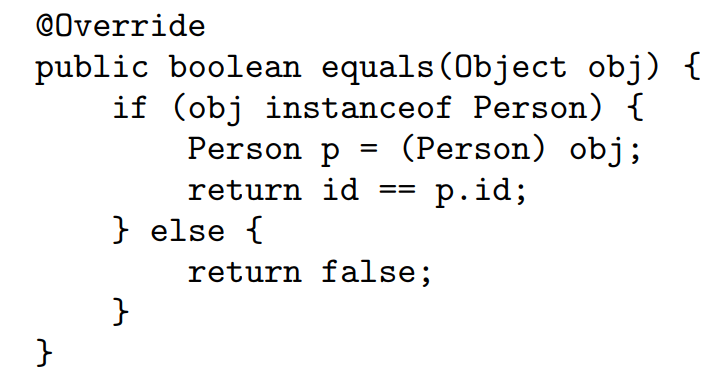 @Override
public boolean equals(Object obj) {
    if (obj instanceof Person) {
        Person p = (Person) obj;
        return id == p.id;
    } else {
        return false;
    }
}